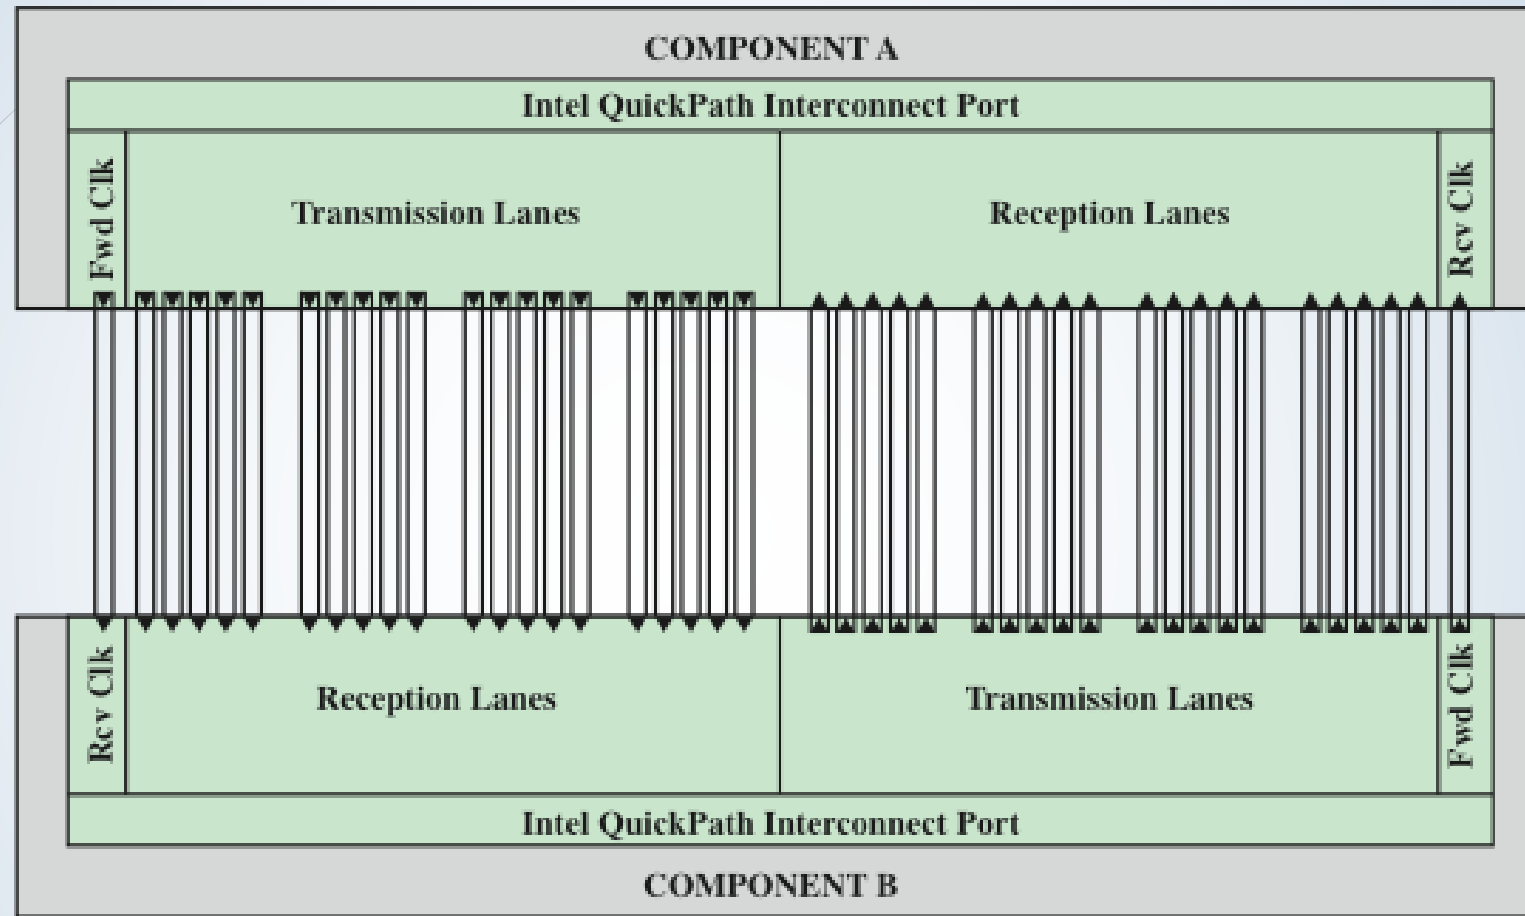 COMPONENT A
Intel QuickPath Interconnect Port
Fwd Clk
Transmission Lanes
Reception Lanes
Rcv Clk
Rcv Clk
Reception Lanes
Transmission Lanes
Fwd Clk
Intel QuickPath Interconnect Port
COMPONENT B